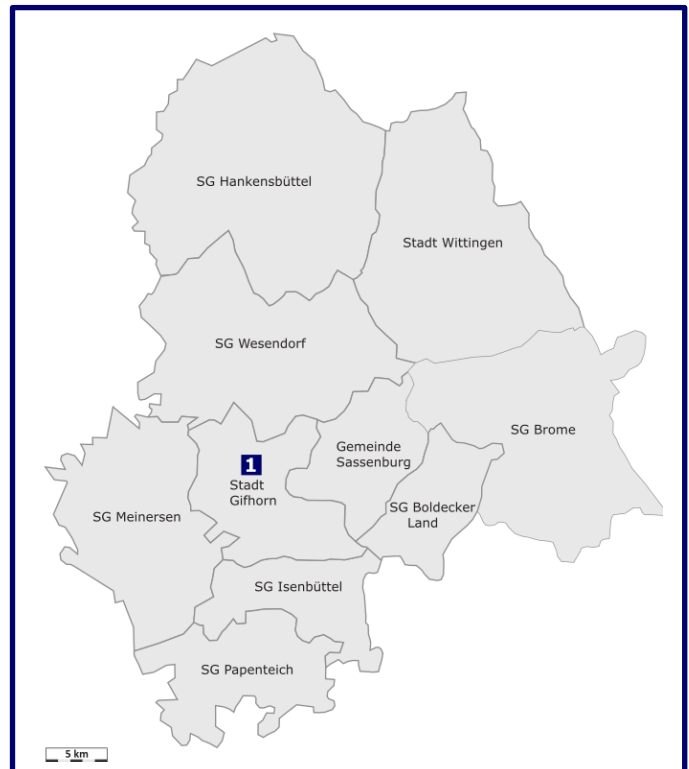 SG Hankensbüttel
Stadt Wittingen
SG Wesendorf
SG Brome
Gemeinde
Sassenburg
1
Stadt
Gifhorn
SG Meinersen
SG Boldecker
Land
SG Isenbüttel
SG Papenteich
5 km